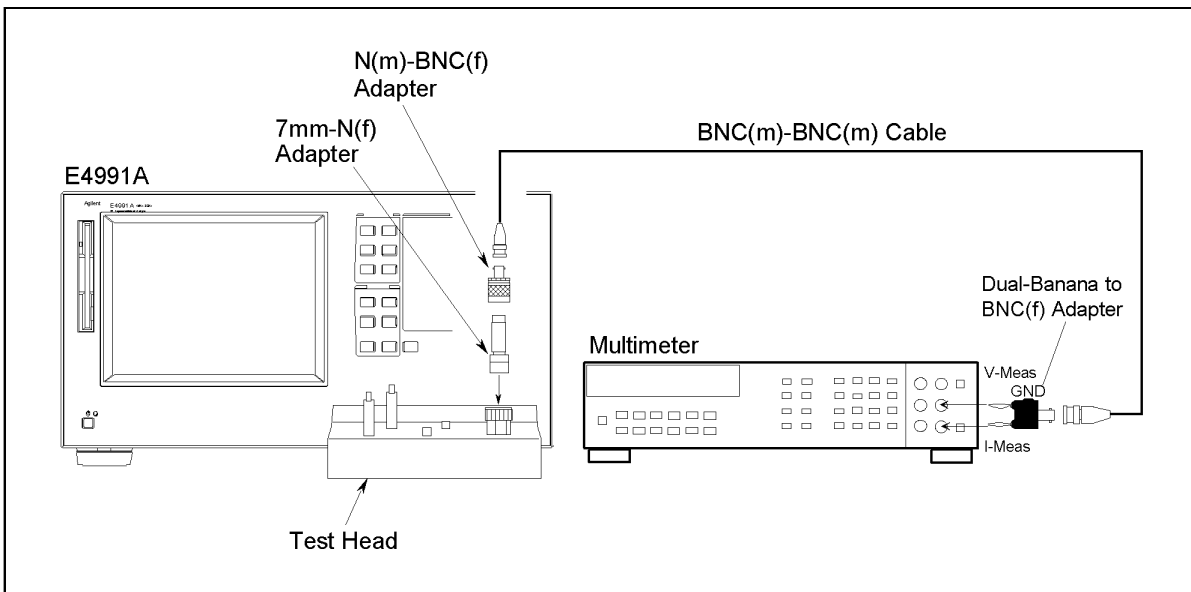 N(m)-BNC(f)
Adapter
7mm-N(f)
Adapter
BNC(m)-BNC(m) Cable
E4991A
Agilent
E4991A
Dual-Banana to
BNC(f) Adapter
Multimeter
V-Meas
GND
I-Meas
Test Head